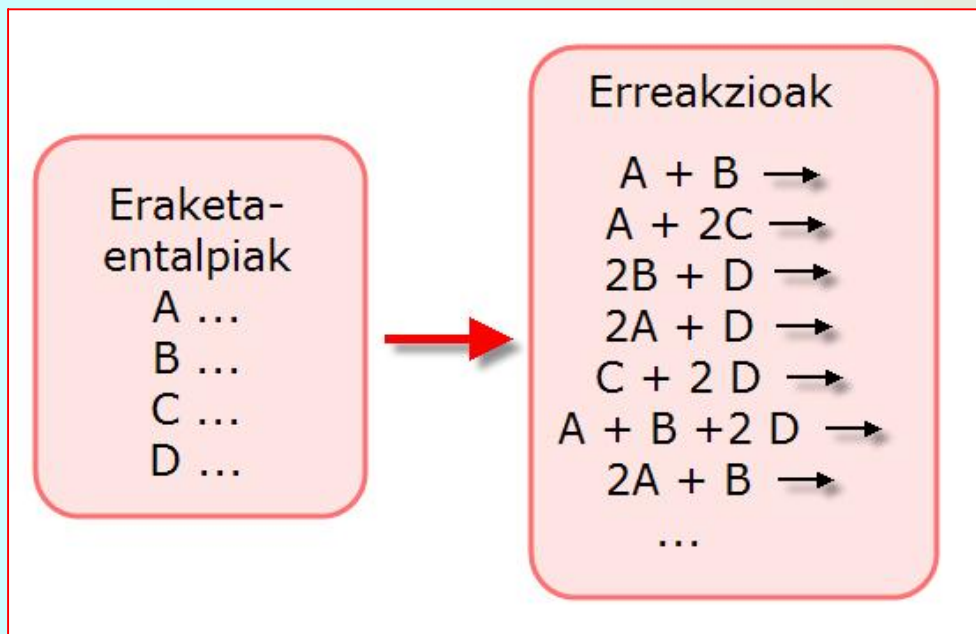 Eraketa-
entalpiak
A ...
B ...
C ...
D ...
Erreakzioak
A + B →
A + 2C →
2B + D →
2A + D →
C + 2 D →
A + B +2 D →
2A + B →
...